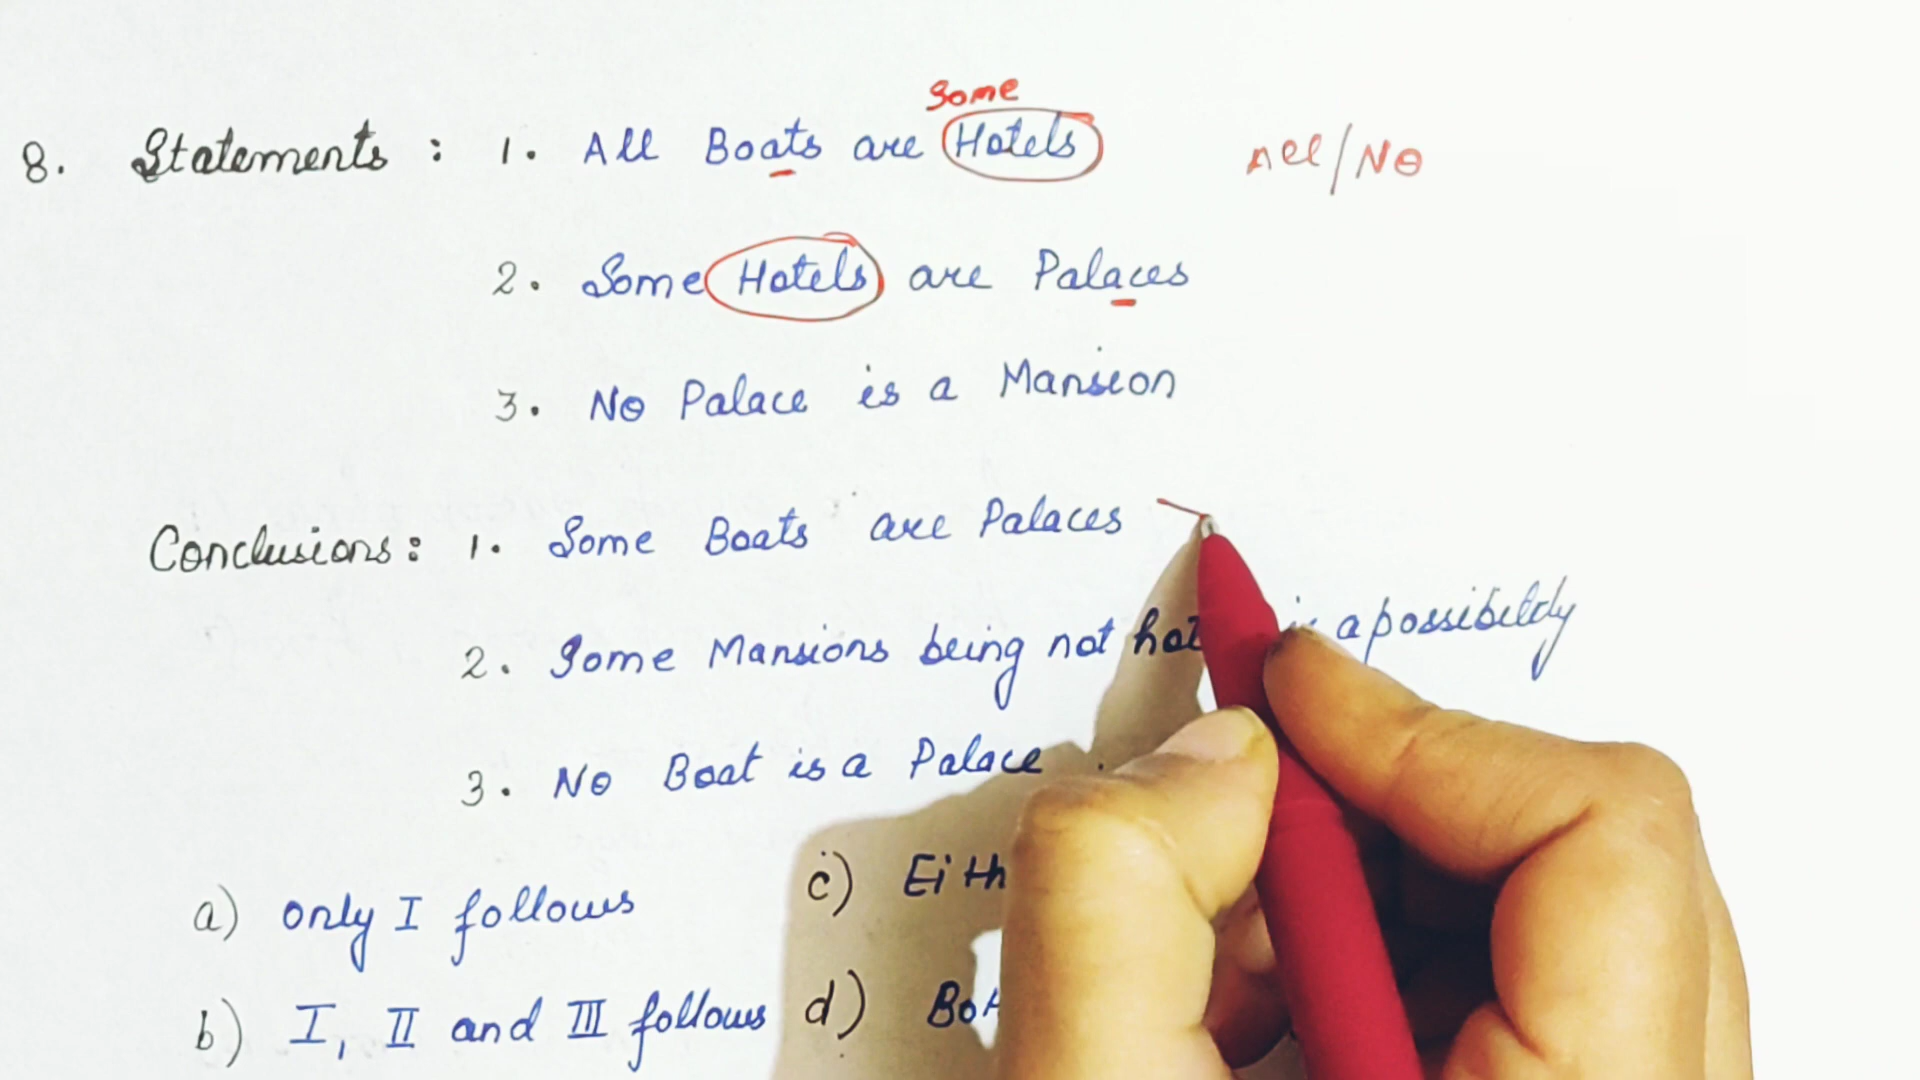 Some
8. Statements : 1. All Boats are Hotels All/No
2. Some Hotels are Palaces
3. No Palace is a Mansion
Conclusions : 1. Some Boats are Palaces
2. Some Mansions being not a possibility
3. No Boat is a Palace .
a) only I follows c)
b) I, II and III follows d)